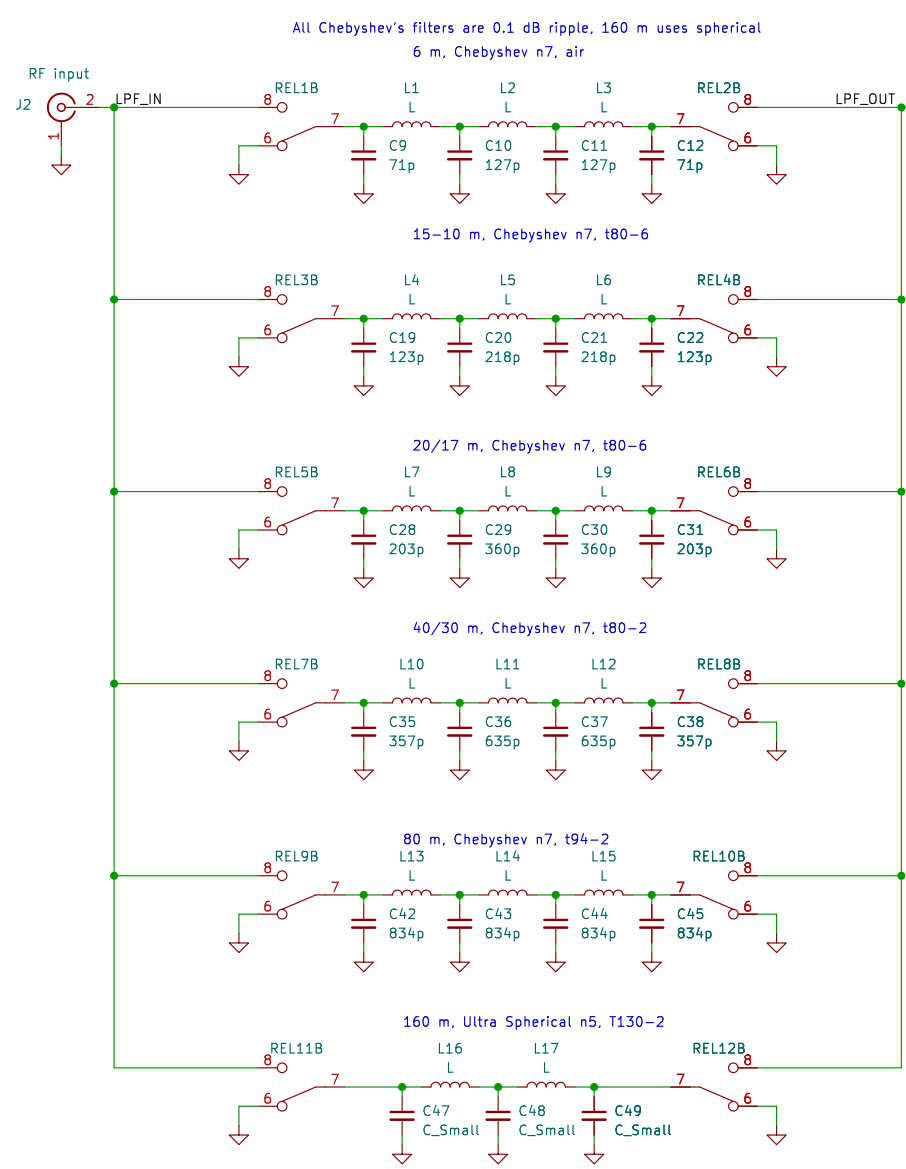 All Chebyshev's filters are 0.1 dB ripple, 160 m uses spherical
6 m, Chebyshev n7, air
RF input
J2
2
1
LPF_IN
LPF_OUT
REL1B
8
6
7
L1
L
L2
L
L3
L
C9
71p
C10
127p
C11
127p
C12
71p
REL2B
7
8
6
15-10 m, Chebyshev n7, t80-6
REL3B
8
6
7
L4
L
L5
L
L6
L
C19
123p
C20
218p
C21
218p
C22
123p
REL4B
7
8
6
20/17 m, Chebyshev n7, t80-6
REL5B
8
6
7
L7
L
L8
L
L9
L
C28
203p
C29
360p
C30
360p
C31
203p
REL6B
7
8
6
40/30 m, Chebyshev n7, t80-2
REL7B
8
6
7
L10
L
L11
L
L12
L
C35
357p
C36
635p
C37
635p
C38
357p
REL8B
7
8
6
80 m, Chebyshev n7, t94-2
REL9B
8
6
7
L13
L
L14
L
L15
L
C42
834p
C43
834p
C44
834p
C45
834p
REL10B
7
8
6
160 m, Ultra Spherical n5, T130-2
REL11B
8
6
7
L16
L
L17
L
C47
C_Small
C48
C_Small
C49
C_Small
REL12B
7
8
6